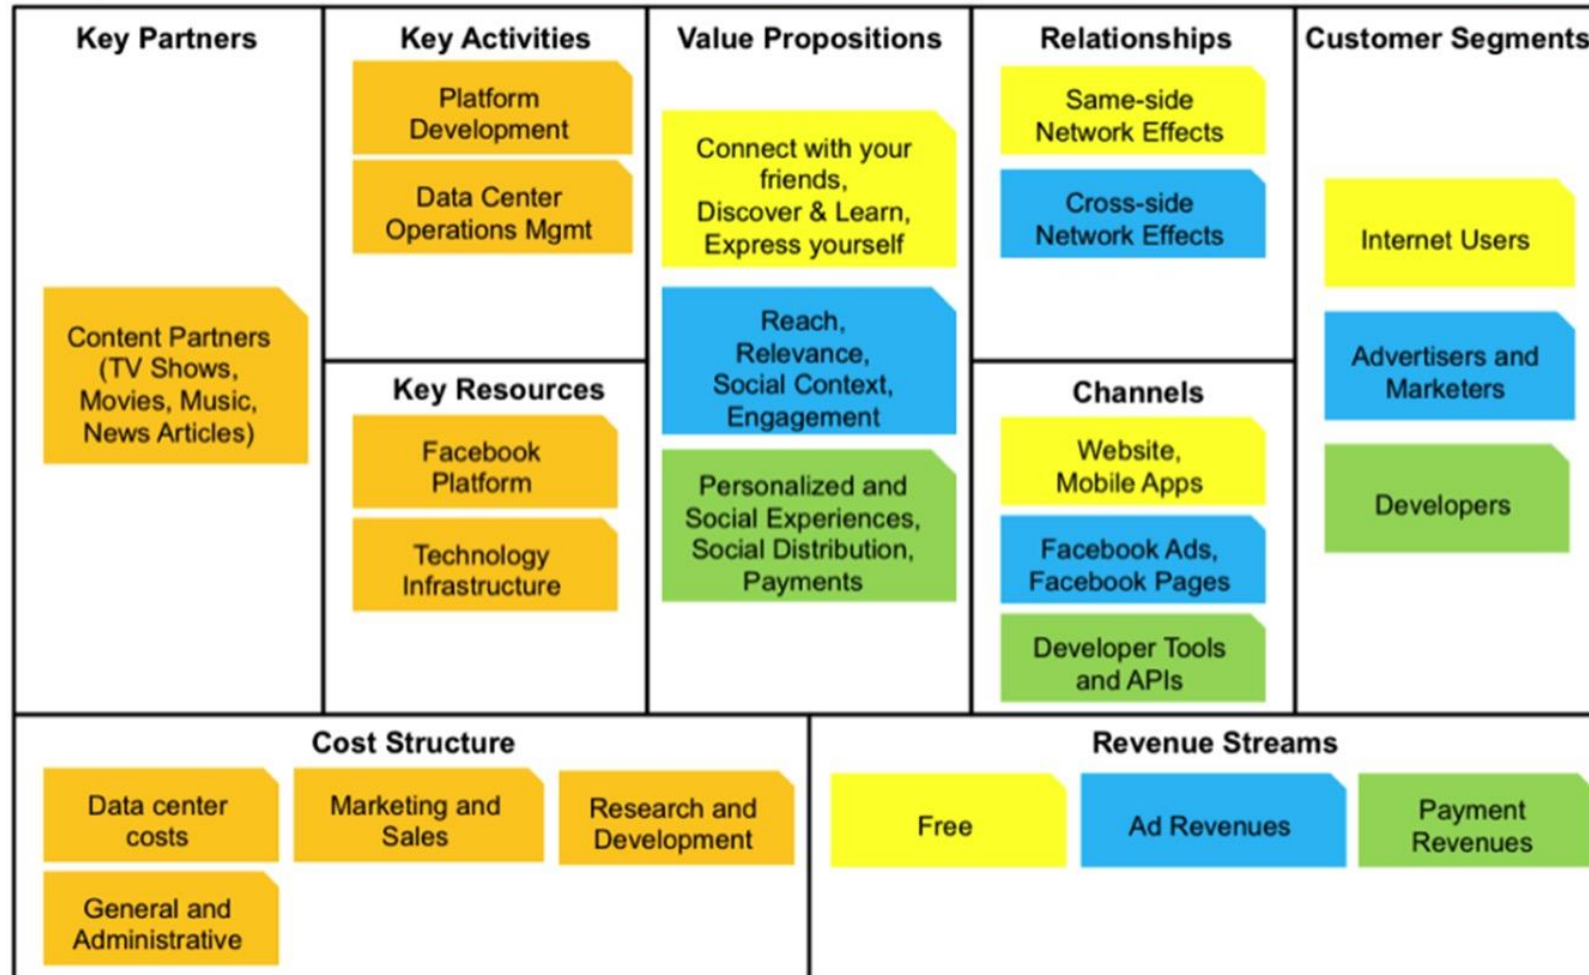 Key Partners
Content Partners
(TV Shows,
Movies, Music,
News Articles)
Key Activities
Platform
Development
Data Center
Operations Mgmt
Key Resources
Facebook
Platform
Technology
Infrastructure
Value Propositions
Connect with your
friends,
Discover & Learn,
Express yourself
Reach,
Relevance,
Social Context,
Engagement
Personalized and
Social Experiences,
Social Distribution,
Payments
Relationships
Same-side
Network Effects
Cross-side
Network Effects
Channels
Website,
Mobile Apps
Facebook Ads,
Facebook Pages
Developer Tools
and APIs
Customer Segments
Internet Users
Advertisers and
Marketers
Developers
Cost Structure
Data center
costs
Marketing and
Sales
Research and
Development
General and
Administrative
Revenue Streams
Free
Ad Revenues
Payment
Revenues